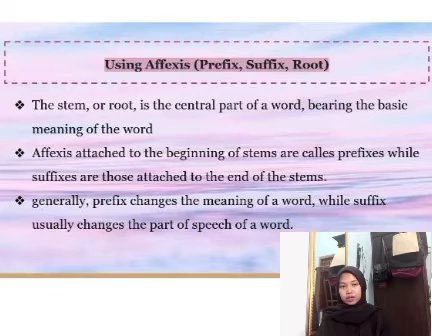 Using Affexis (Prefix, Suffix, Root)
❖ The stem, or root, is the central part of a word, bearing the basic
meaning of the word
❖ Affexis attached to the beginning of stems are calles prefixes while
suffixes are those attached to the end of the stems.
❖ generally, prefix changes the meaning of a word, while suffix
usually changes the part of speech of a word.